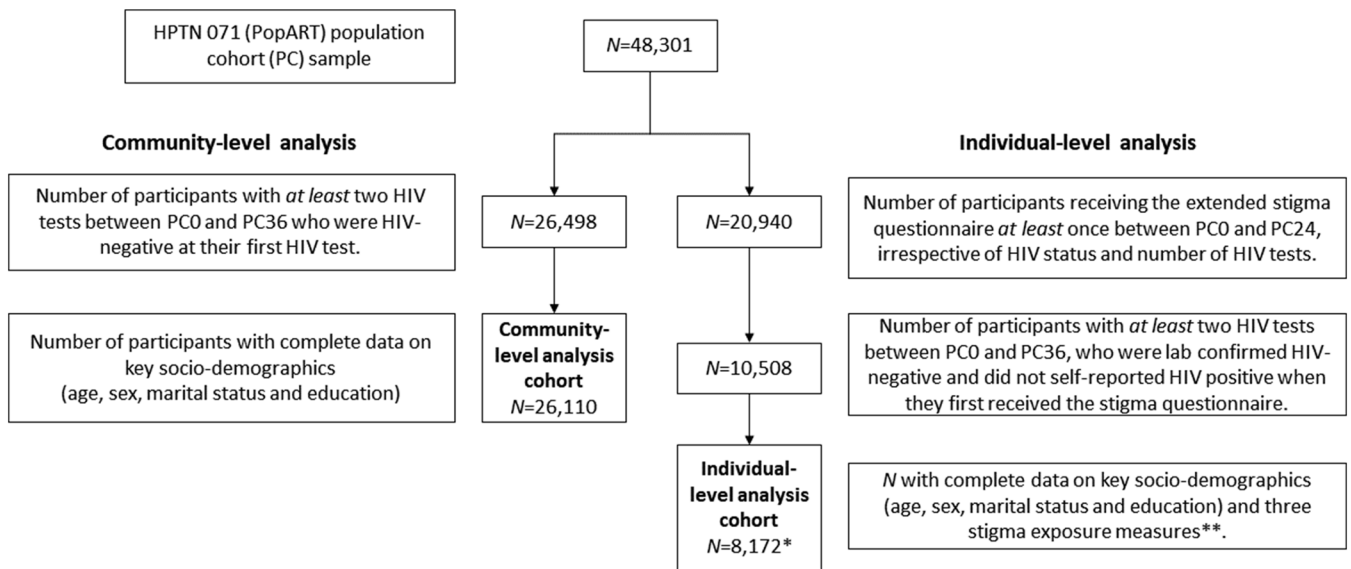 HPTN 071 (PopART) population
cohort (PC) sample
N=48,301
Community-level analysis
Individual-level analysis
Number of participants with at least two HIV
tests between PC0 and PC36 who were HIV-
negative at their first HIV test.
N=26,498
N=20,940
Number of participants receiving the extended stigma
questionnaire at least once between PC0 and PC24,
irrespective of HIV status and number of HIV tests.
Number of participants with complete data on
key socio-demographics
(age, sex, marital status and education)
Community-
level analysis
cohort
N=26,110
N=10,508
Number of participants with at least two HIV tests
between PC0 and PC36, who were lab confirmed HIV-
negative and did not self-reported HIV positive when
they first received the stigma questionnaire.
Individual-
level analysis
cohort
N=8,172*
N with complete data on key socio-demographics
(age, sex, marital status and education) and three
stigma exposure measures**.